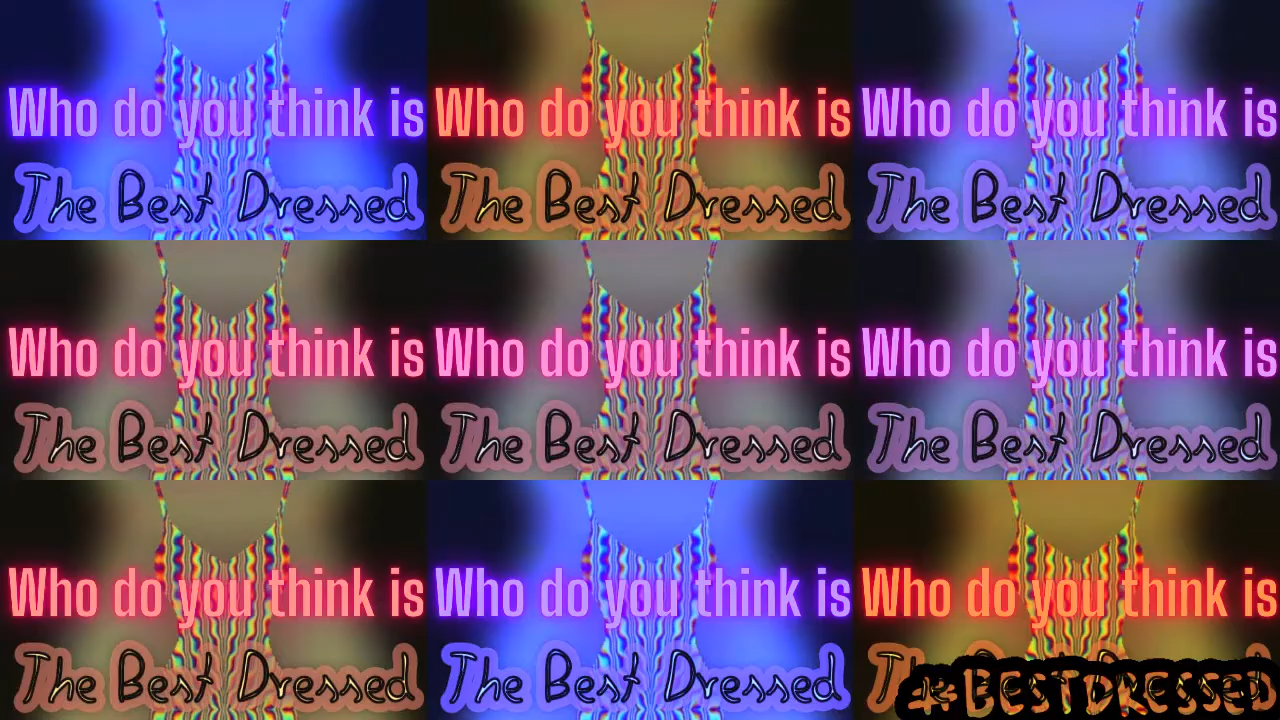 Who do you think is Who do you think is Who do you think is
The Best Dressed The Best Dressed The Best Dressed
Who do you think is Who do you think is Who do you think is
The Best Dressed The Best Dressed The Best Dressed
Who do you think is Who do you think is Who do you think is
The Best Dressed The Best Dressed The
#BESTDRESSED